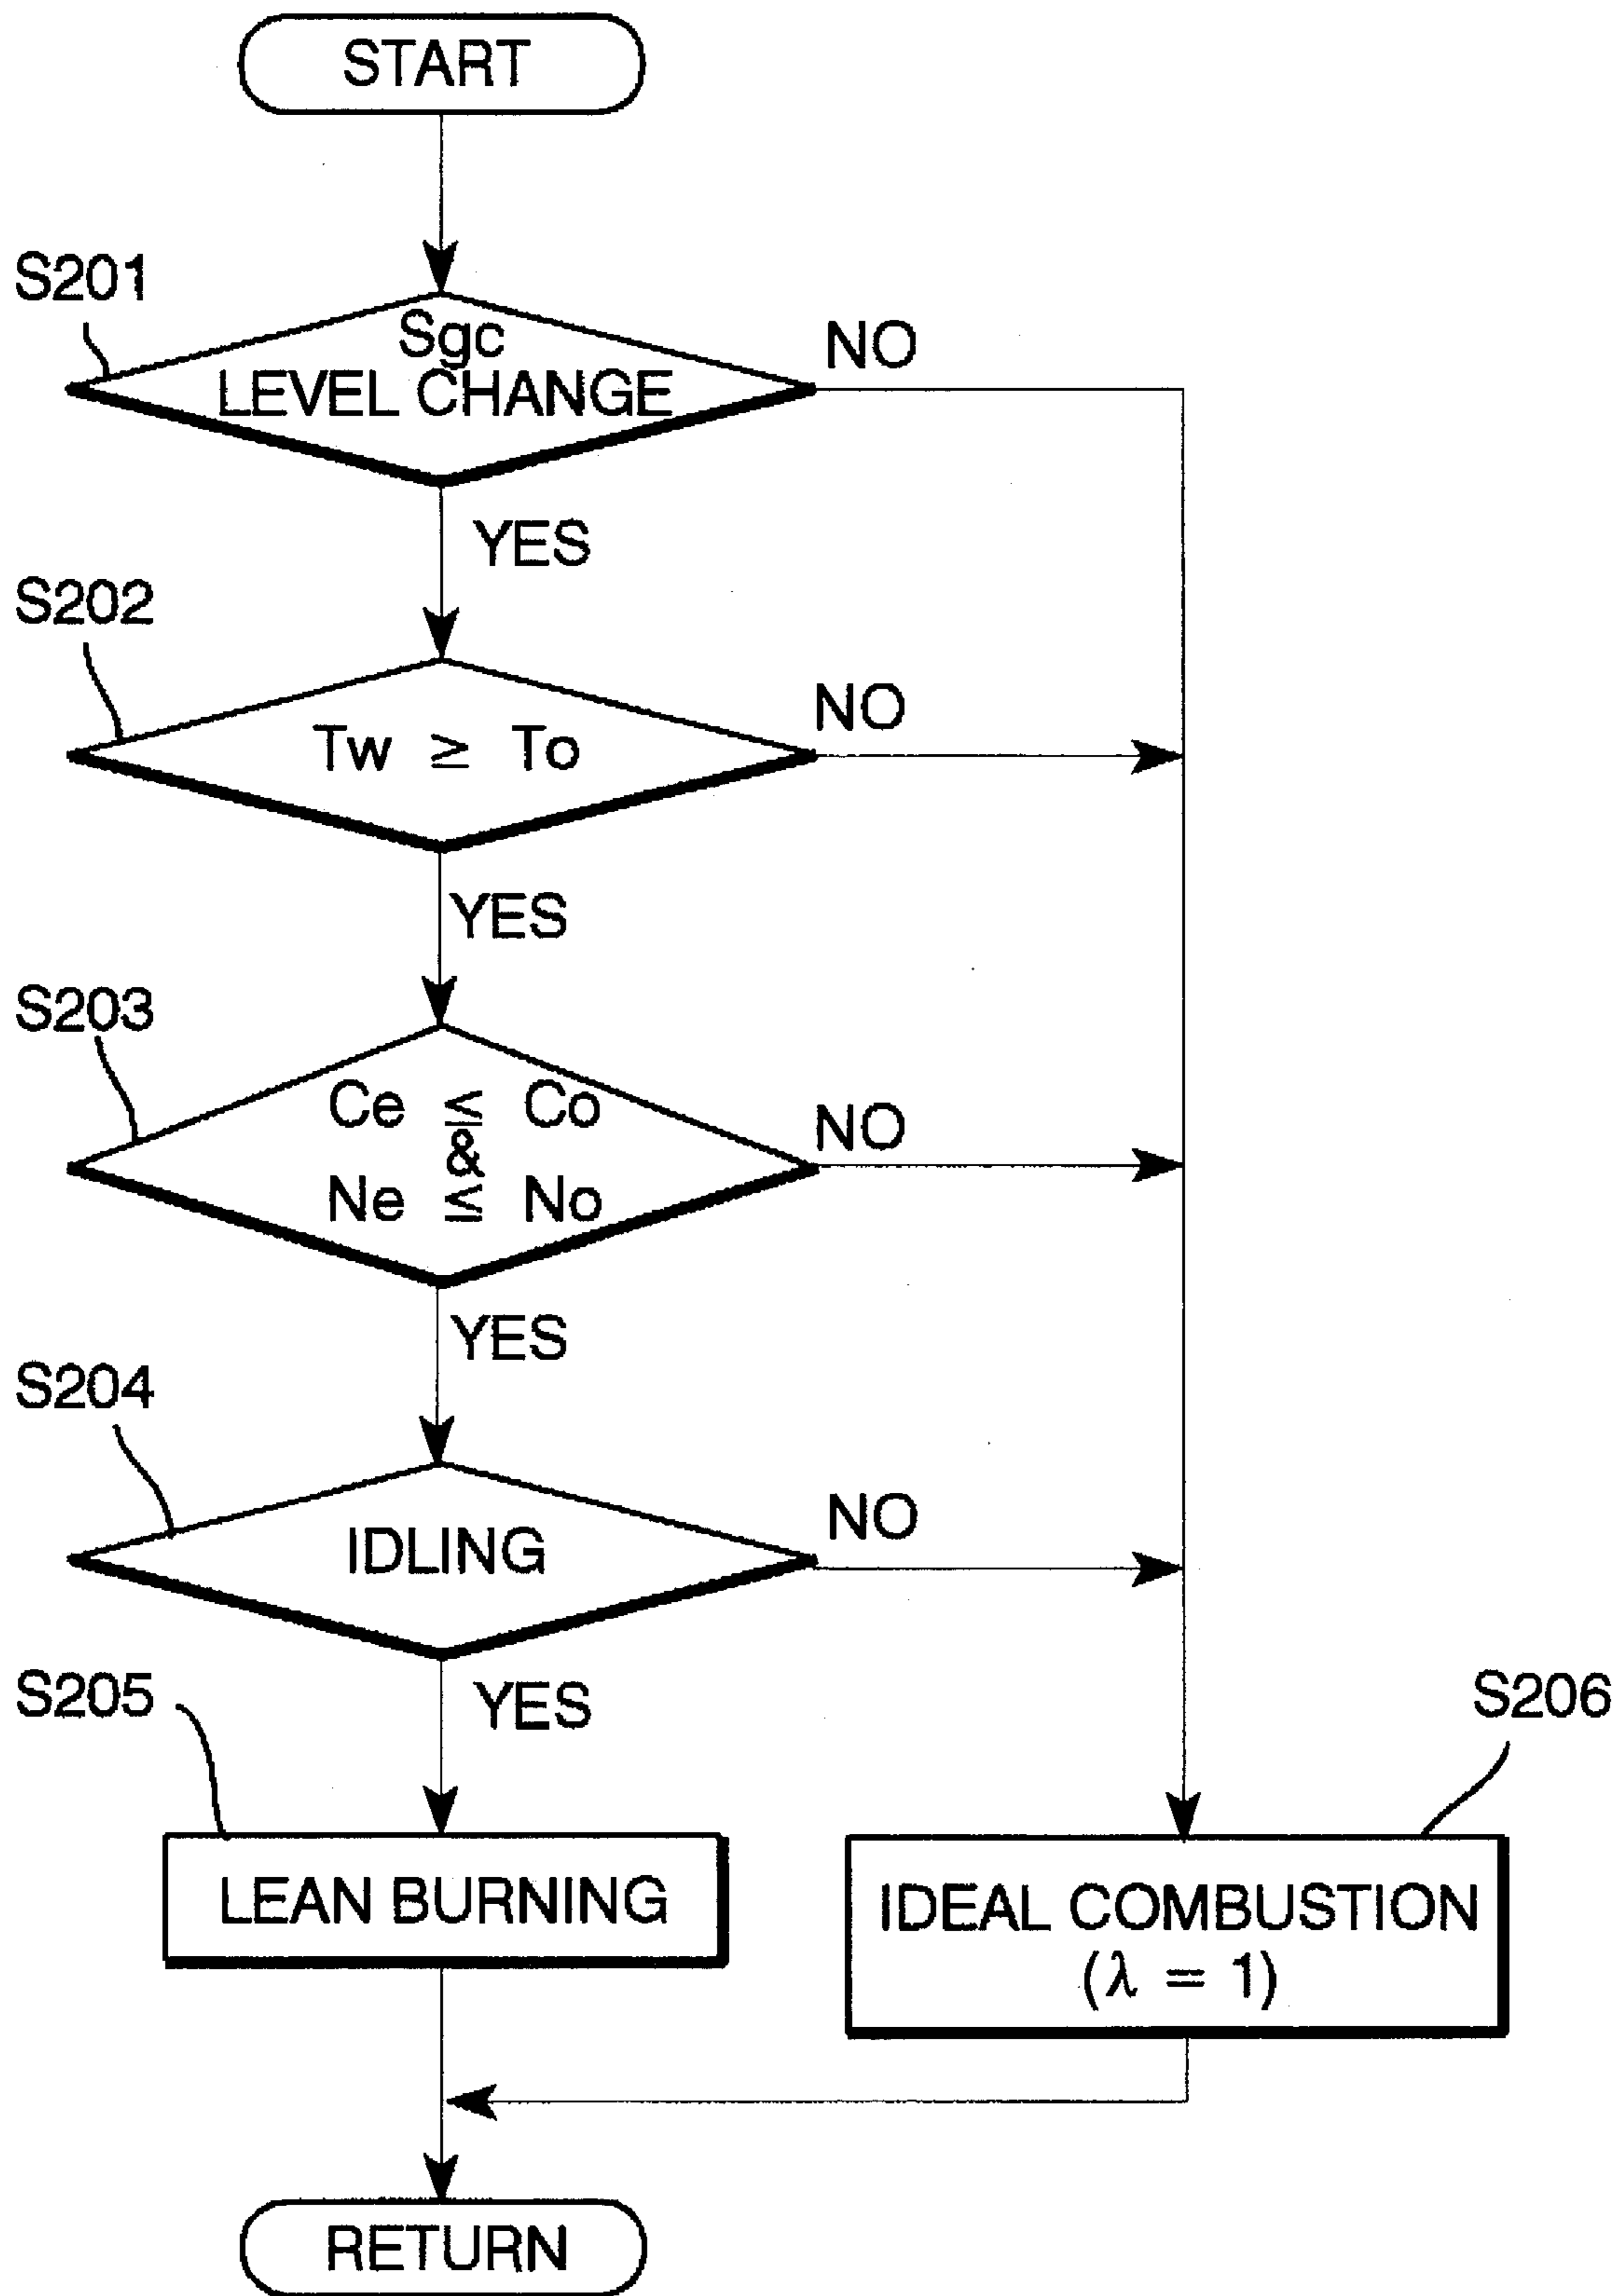 START
S201
Sgc
LEVEL CHANGE
NO
YES
S202
Tw ≥ To
NO
YES
S203
Ce ≤ Co
&
Ne ≤ No
NO
YES
S204
IDLING
NO
YES
S205
LEAN BURNING
S206
IDEAL COMBUSTION
(λ = 1)
RETURN